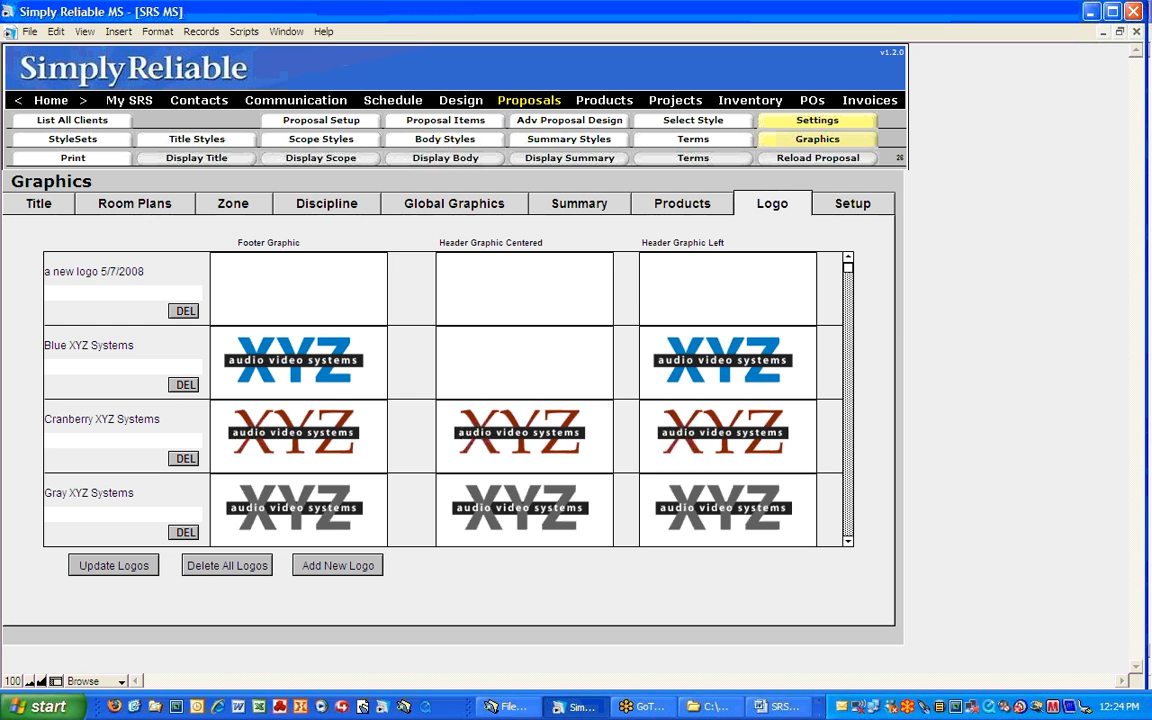 Simply Reliable MS - [SRS MS]
File Edit View Insert Format Records Scripts Window Help
SimplyReliable
v1.2.0
< Home > My SRS Contacts Communication Schedule Design Proposals Products Projects Inventory POs Invoices
List All Clients Proposal Setup Proposal Items Adv Proposal Design Select Style Settings
StyleSets Title Styles Scope Styles Body Styles Summary Styles Terms Graphics
Print Display Title Display Scope Display Body Display Summary Terms Reload Proposal 26
Graphics
Title Room Plans Zone Discipline Global Graphics Summary Products Logo Setup
Footer Graphic Header Graphic Centered Header Graphic Left
a new logo 5/7/2008
DEL
Blue XYZ Systems
DEL
XYZ audio video systems
XYZ audio video systems
Cranberry XYZ Systems
DEL
XYZ audio video systems
XYZ audio video systems
XYZ audio video systems
Gray XYZ Systems
DEL
XYZ audio video systems
XYZ audio video systems
XYZ audio video systems
Update Logos Delete All Logos Add New Logo
100 Browse
start File... Sim... GoT... C:\... SRS... 12:24 PM